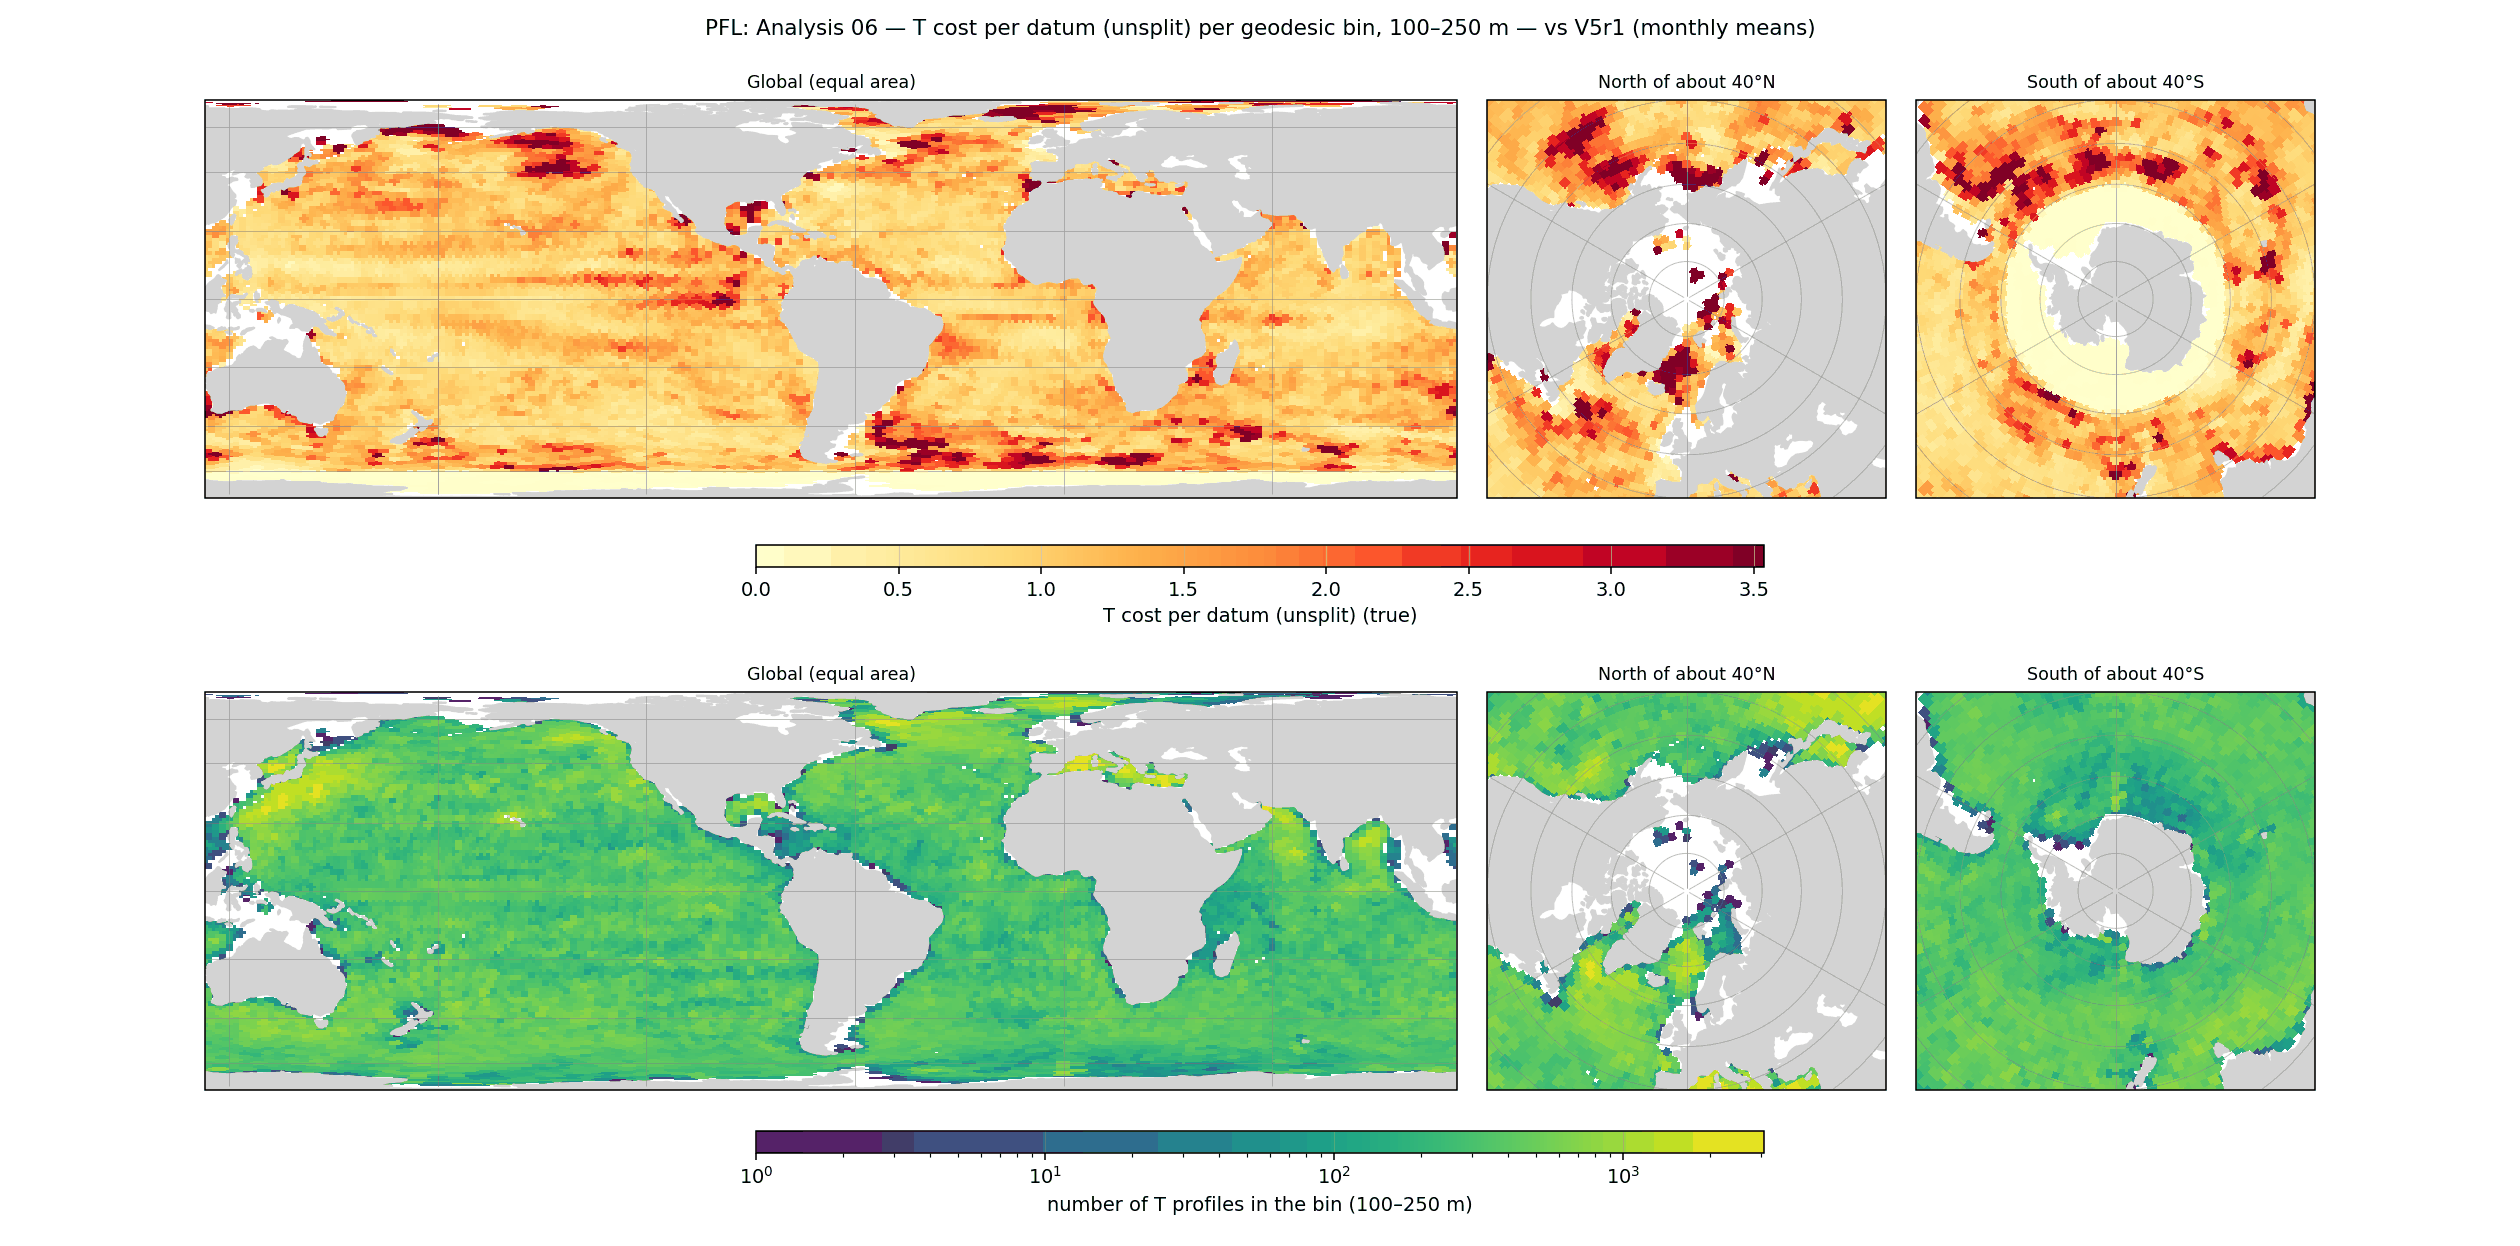 PFL: Analysis 06 — T cost per datum (unsplit) per geodesic bin, 100–250 m — vs V5r1 (monthly means)
Global (equal area)
North of about 40°N
South of about 40°S
0.0 0.5 1.0 1.5 2.0 2.5 3.0 3.5
T cost per datum (unsplit) (true)
Global (equal area)
North of about 40°N
South of about 40°S
10⁰ 10¹ 10² 10³
number of T profiles in the bin (100–250 m)